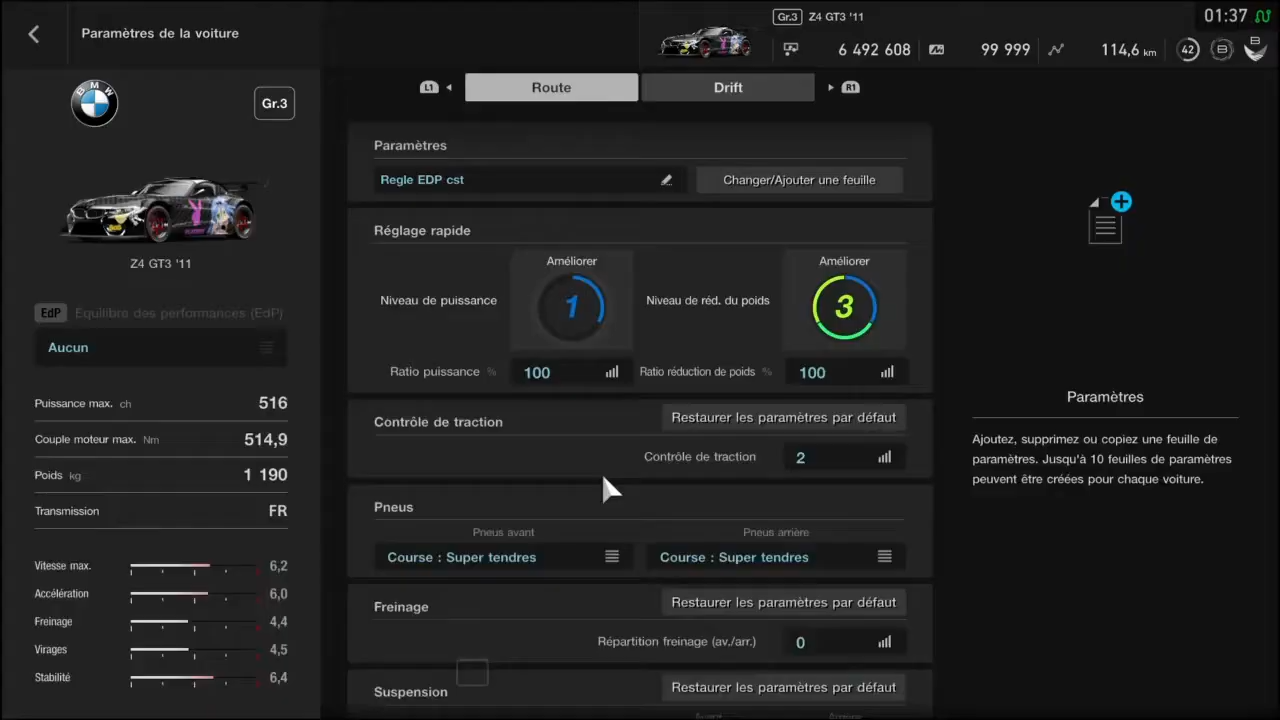 Paramètres de la voiture
Gr.3 Z4 GT3 '11
6 492 608
99 999
114,6 km
42
B
B
01:37
BMW
Gr.3
Z4 GT3 '11
EdP Equilibre des performances (EdP)
Aucun
Puissance max. ch 516
Couple moteur max. Nm 514,9
Poids kg 1 190
Transmission FR
Vitesse max. 6,2
Accélération 6,0
Freinage 4,4
Virages 4,5
Stabilité 6,4
L1 Route Drift R1
Paramètres
Regle EDP cst Changer/Ajouter une feuille
Réglage rapide
Améliorer Améliorer
Niveau de puissance 1 Niveau de réd. du poids 3
Ratio puissance % 100 Ratio réduction de poids % 100
Contrôle de traction Restaurer les paramètres par défaut
Contrôle de traction 2
Pneus
Pneus avant Pneus arrière
Course : Super tendres Course : Super tendres
Freinage Restaurer les paramètres par défaut
Répartition freinage (av./arr.) 0
Suspension Restaurer les paramètres par défaut
Paramètres
Ajoutez, supprimez ou copiez une feuille de
paramètres. Jusqu'à 10 feuilles de paramètres
peuvent être créées pour chaque voiture.